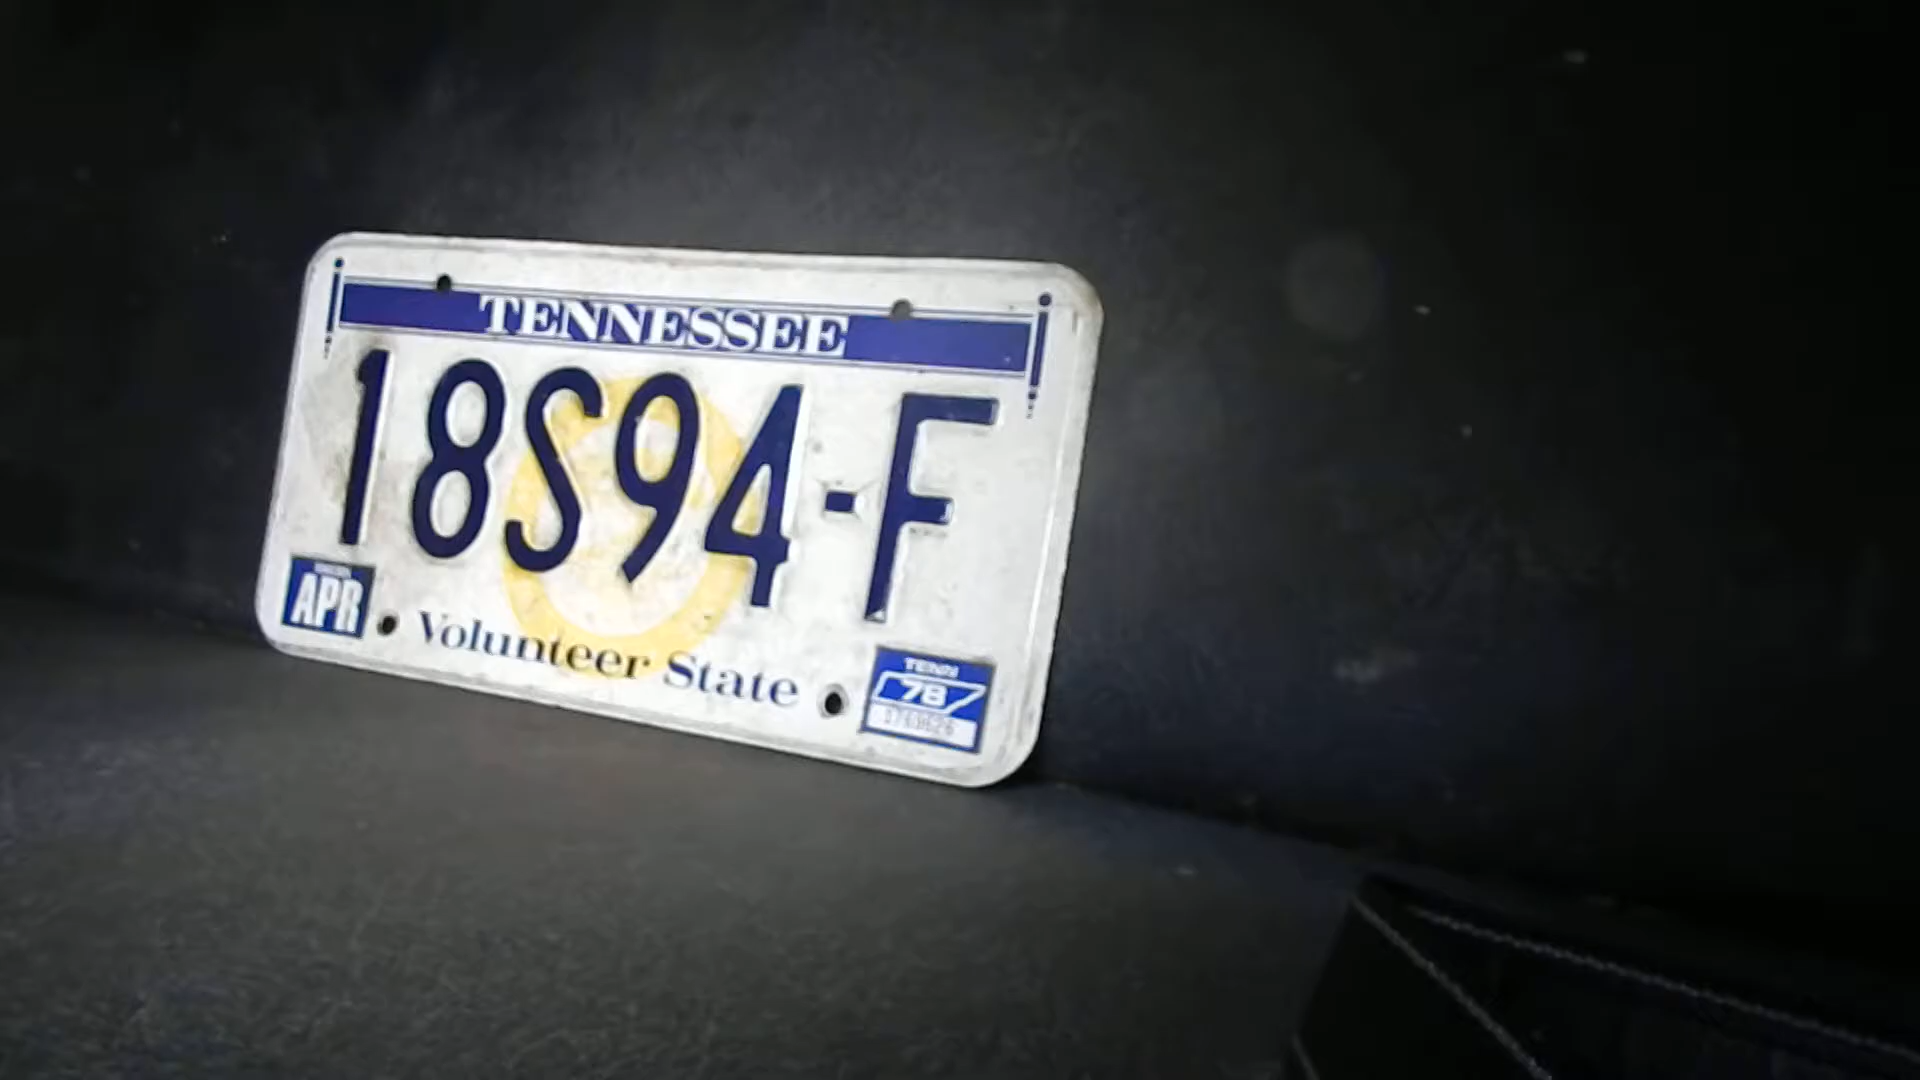 TENNESSEE
18S94-F
APR
Volunteer State
TENN
78